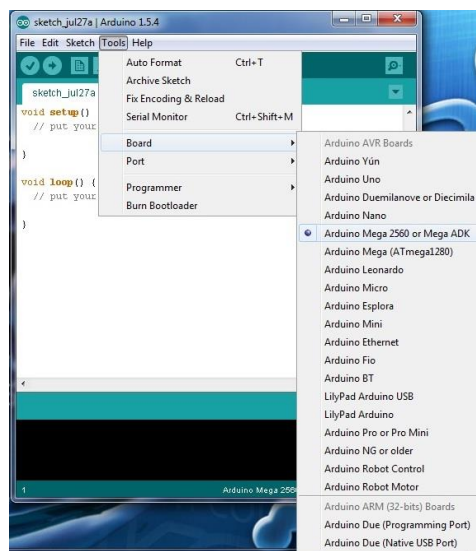 sketch_jul27a | Arduino 1.5.4
File Edit Sketch Tools Help
sketch_jul27a
void setup()
// put your
}
void loop() {
// put your
}
Auto Format Ctrl+T
Archive Sketch
Fix Encoding & Reload
Serial Monitor Ctrl+Shift+M
Board
Port
Programmer
Burn Bootloader
Arduino AVR Boards
Arduino Yún
Arduino Uno
Arduino Duemilanove or Diecimila
Arduino Nano
Arduino Mega 2560 or Mega ADK
Arduino Mega (ATmega1280)
Arduino Leonardo
Arduino Micro
Arduino Esplora
Arduino Mini
Arduino Ethernet
Arduino Fio
Arduino BT
LilyPad Arduino USB
LilyPad Arduino
Arduino Pro or Pro Mini
Arduino NG or older
Arduino Robot Control
Arduino Robot Motor
Arduino ARM (32-bits) Boards
Arduino Due (Programming Port)
Arduino Due (Native USB Port)
1 Arduino Mega 256